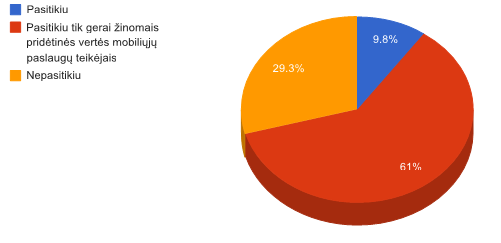 Pasitikiu
Pasitikiu tik gerai žinomais
pridėtinės vertės mobiliųjų
paslaugų teikėjais
Nepasitikiu
9.8%
29.3%
61%